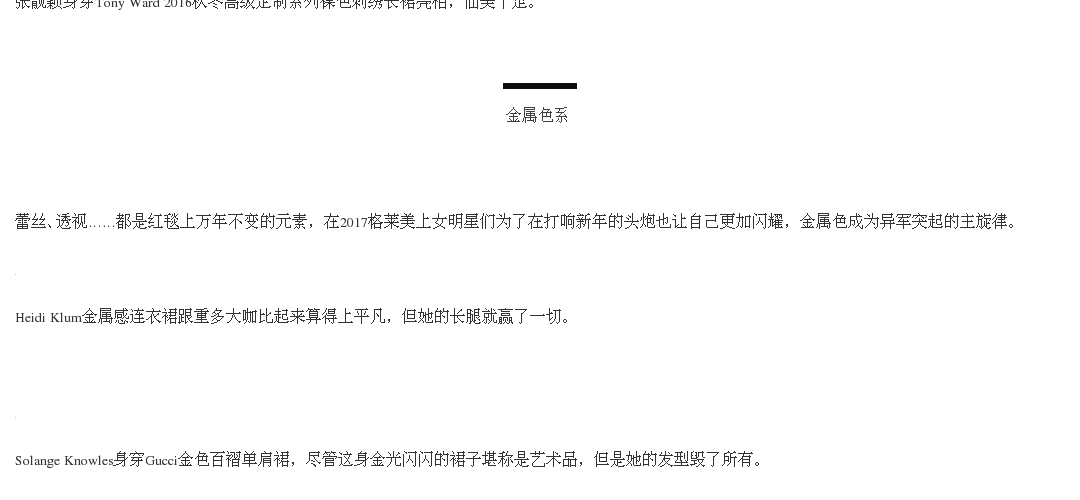 张靓颖身穿Tony Ward 2016秋冬高级定制系列裸色刺绣长裙亮相，仙美十足。
金属色系
蕾丝、透视……都是红毯上万年不变的元素，在2017格莱美上女明星们为了在打响新年的头炮也让自己更加闪耀，金属色成为异军突起的主旋律。
Heidi Klum金属感连衣裙跟重多大咖比起来算得上平凡，但她的长腿就赢了一切。
Solange Knowles身穿Gucci金色百褶单肩裙，尽管这身金光闪闪的裙子堪称是艺术品，但是她的发型毁了所有。